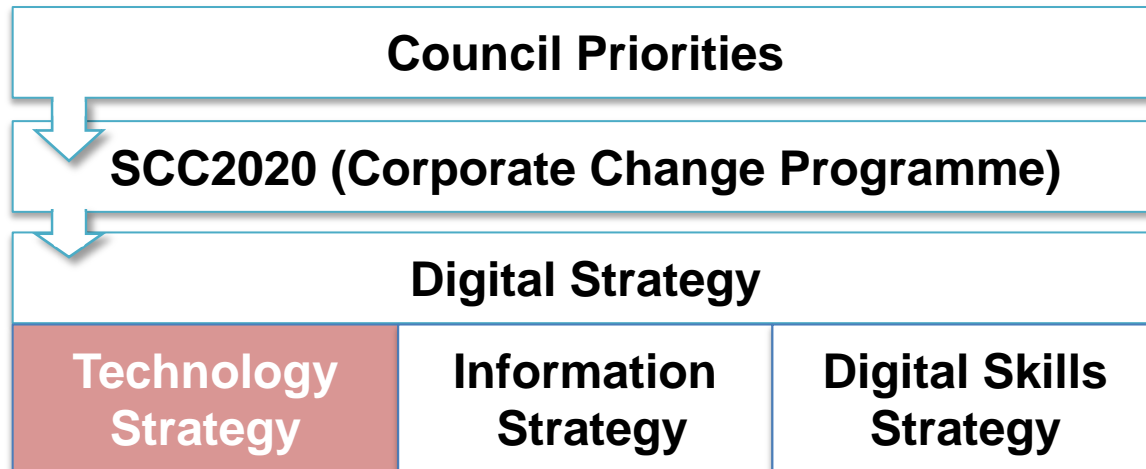 Council Priorities
SCC2020 (Corporate Change Programme)
Digital Strategy
Technology
Strategy
Information
Strategy
Digital Skills
Strategy